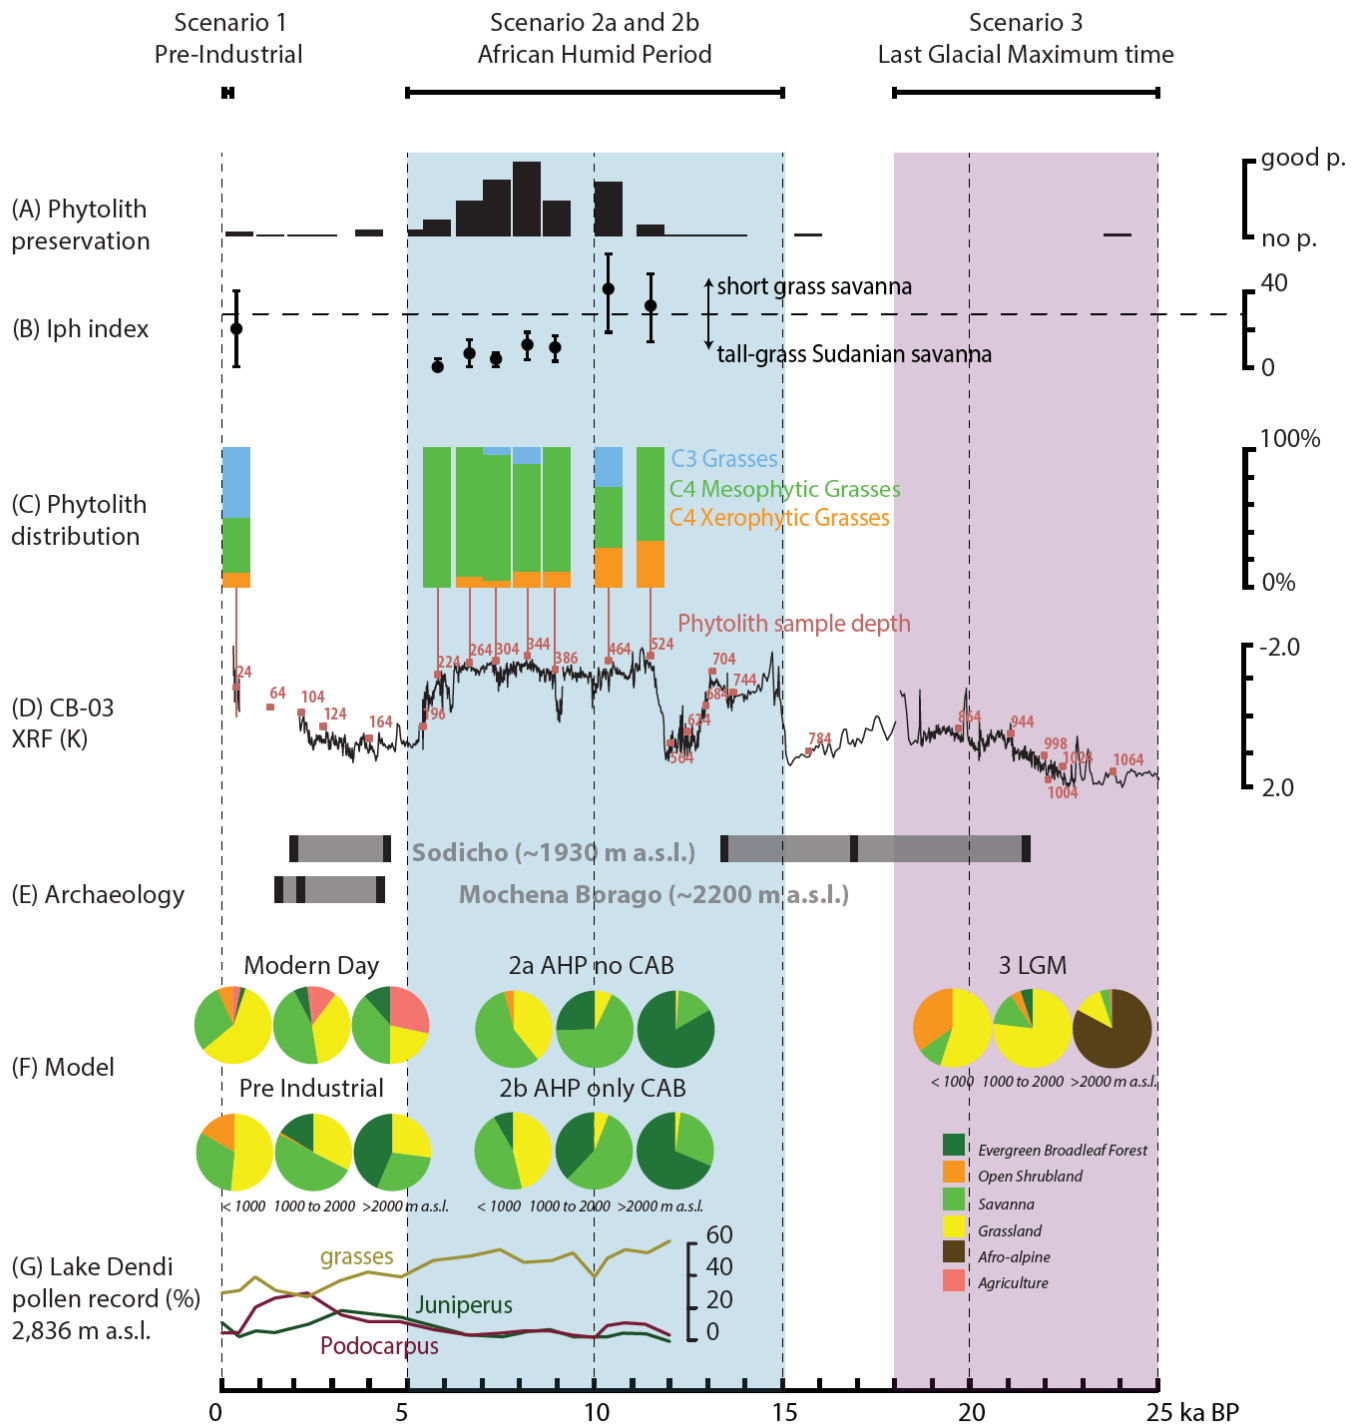 Scenario 1
Pre-Industrial
Scenario 2a and 2b
African Humid Period
Scenario 3
Last Glacial Maximum time
(A) Phytolith
preservation
good p.
no p.
(B) Iph index
short grass savanna
tall-grass Sudanian savanna
40
0
(C) Phytolith
distribution
C3 Grasses
C4 Mesophytic Grasses
C4 Xerophytic Grasses
100%
0%
Phytolith sample depth
(D) CB-03
XRF (K)
24
64
104
124
164
196
224
264
304
344
386
464
524
584
624
684
704
744
784
864
944
998
1004
1024
1064
-2.0
2.0
(E) Archaeology
Sodicho (~1930 m a.s.l.)
Mochena Borago (~2200 m a.s.l.)
(F) Model
Modern Day
2a AHP no CAB
3 LGM
< 1000 1000 to 2000 >2000 m a.s.l.
Pre Industrial
2b AHP only CAB
< 1000 1000 to 2000 >2000 m a.s.l.
< 1000 1000 to 2000 >2000 m a.s.l.
Evergreen Broadleaf Forest
Open Shrubland
Savanna
Grassland
Afro-alpine
Agriculture
(G) Lake Dendi
pollen record (%)
2,836 m a.s.l.
grasses
Juniperus
Podocarpus
60
40
20
0
0 5 10 15 20 25 ka BP